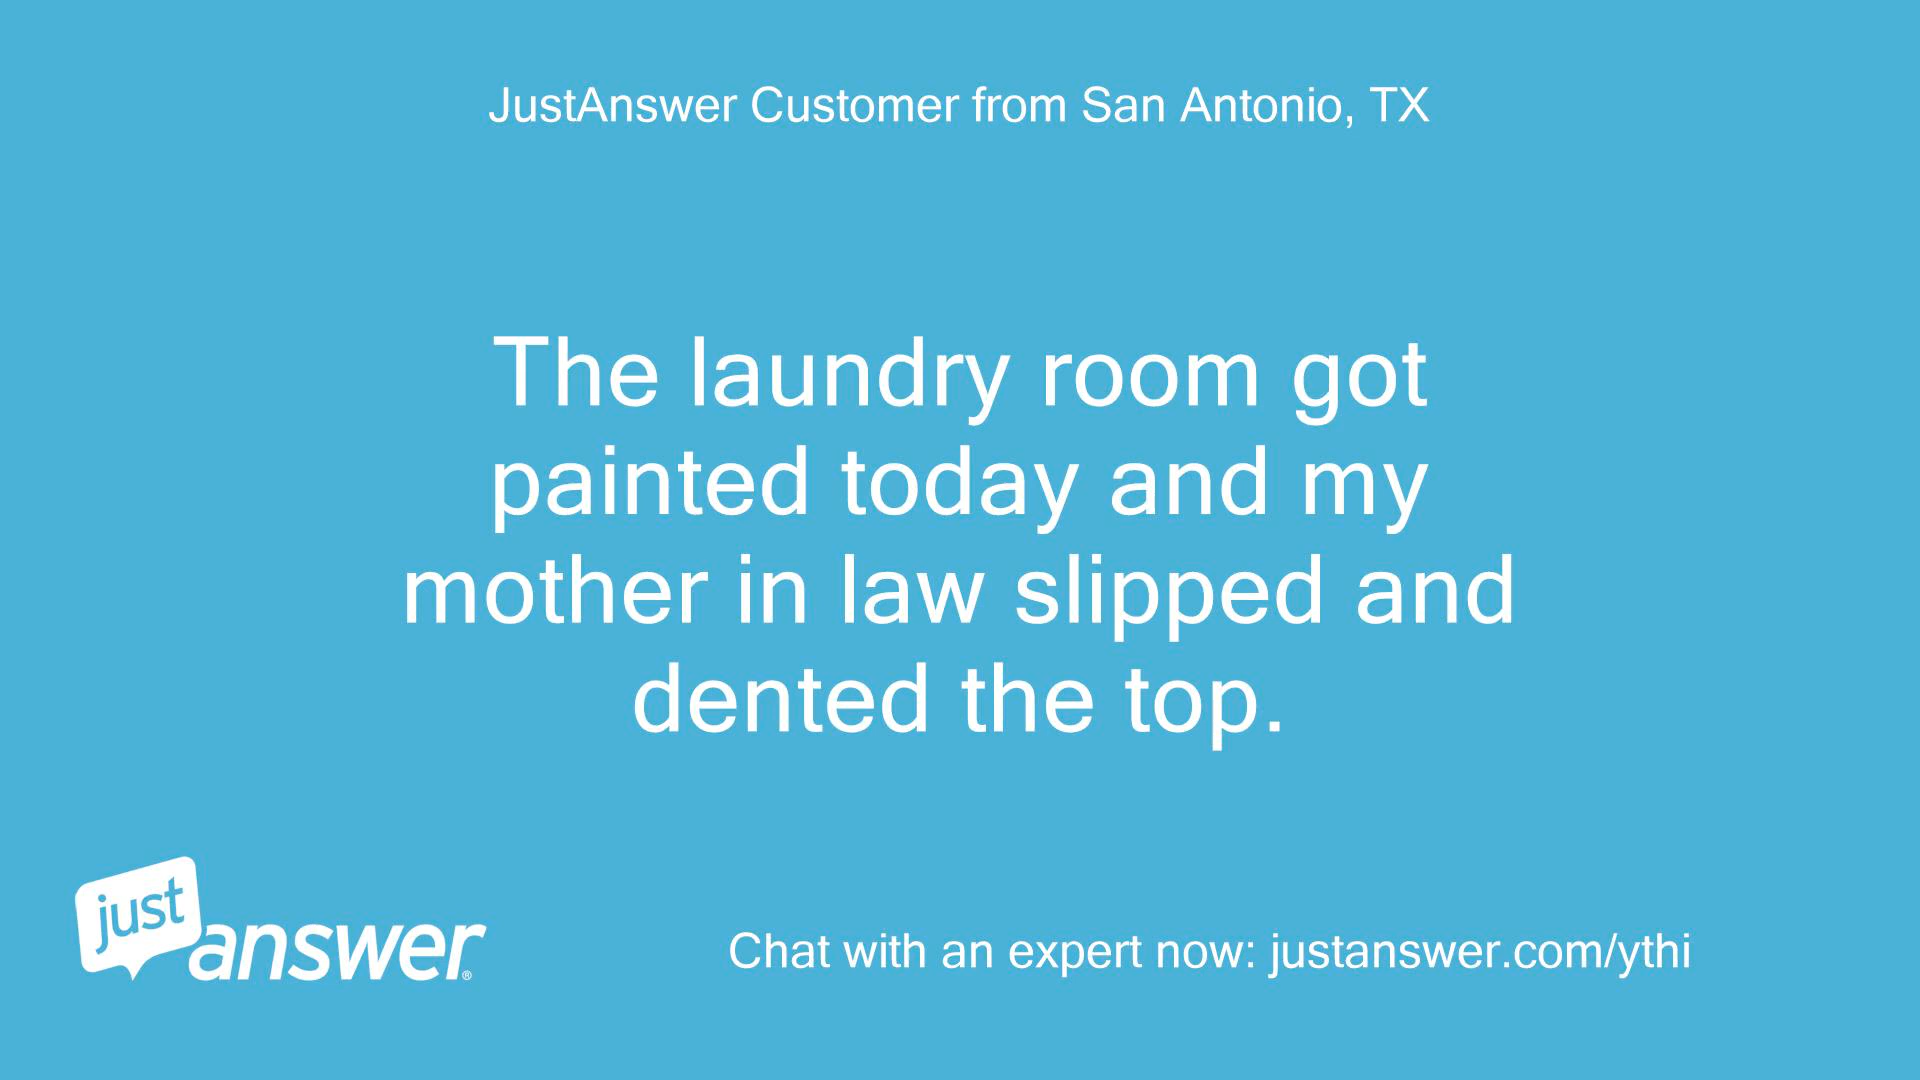 JustAnswer Customer from San Antonio, TX
The laundry room got
painted today and my
mother in law slipped and
dented the top.
just
answer®
Chat with an expert now: justanswer.com/ythi